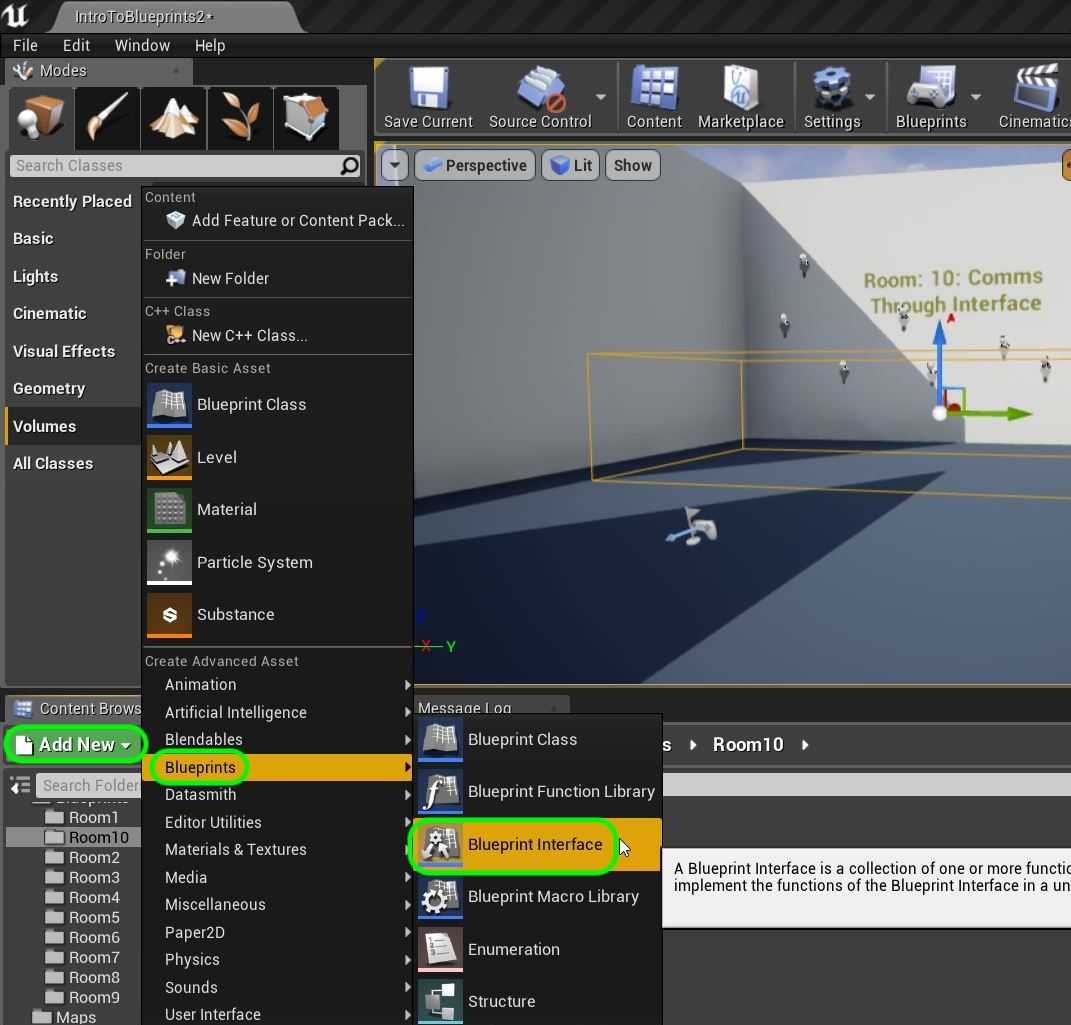 IntroToBlueprints2*
File Edit Window Help
Modes
Save Current Source Control Content Marketplace Settings Blueprints Cinematics
Search Classes
Perspective Lit Show
Recently Placed
Basic
Lights
Cinematic
Visual Effects
Geometry
Volumes
All Classes
Content
Add Feature or Content Pack...
Folder
New Folder
C++ Class
New C++ Class...
Create Basic Asset
Blueprint Class
Level
Material
Particle System
Substance
Create Advanced Asset
Animation
Artificial Intelligence
Blendables
Blueprints
Datasmith
Editor Utilities
Materials & Textures
Media
Miscellaneous
Paper2D
Physics
Sounds
User Interface
Room: 10: Comms
Through Interface
X Y
Content Brows
Message Log
Add New
s Room10
Search Folder
Blueprints
Room1
Room10
Room2
Room3
Room4
Room5
Room6
Room7
Room8
Room9
Maps
Blueprint Class
Blueprint Function Library
Blueprint Interface
Blueprint Macro Library
Enumeration
Structure
A Blueprint Interface is a collection of one or more functio
implement the functions of the Blueprint Interface in a un